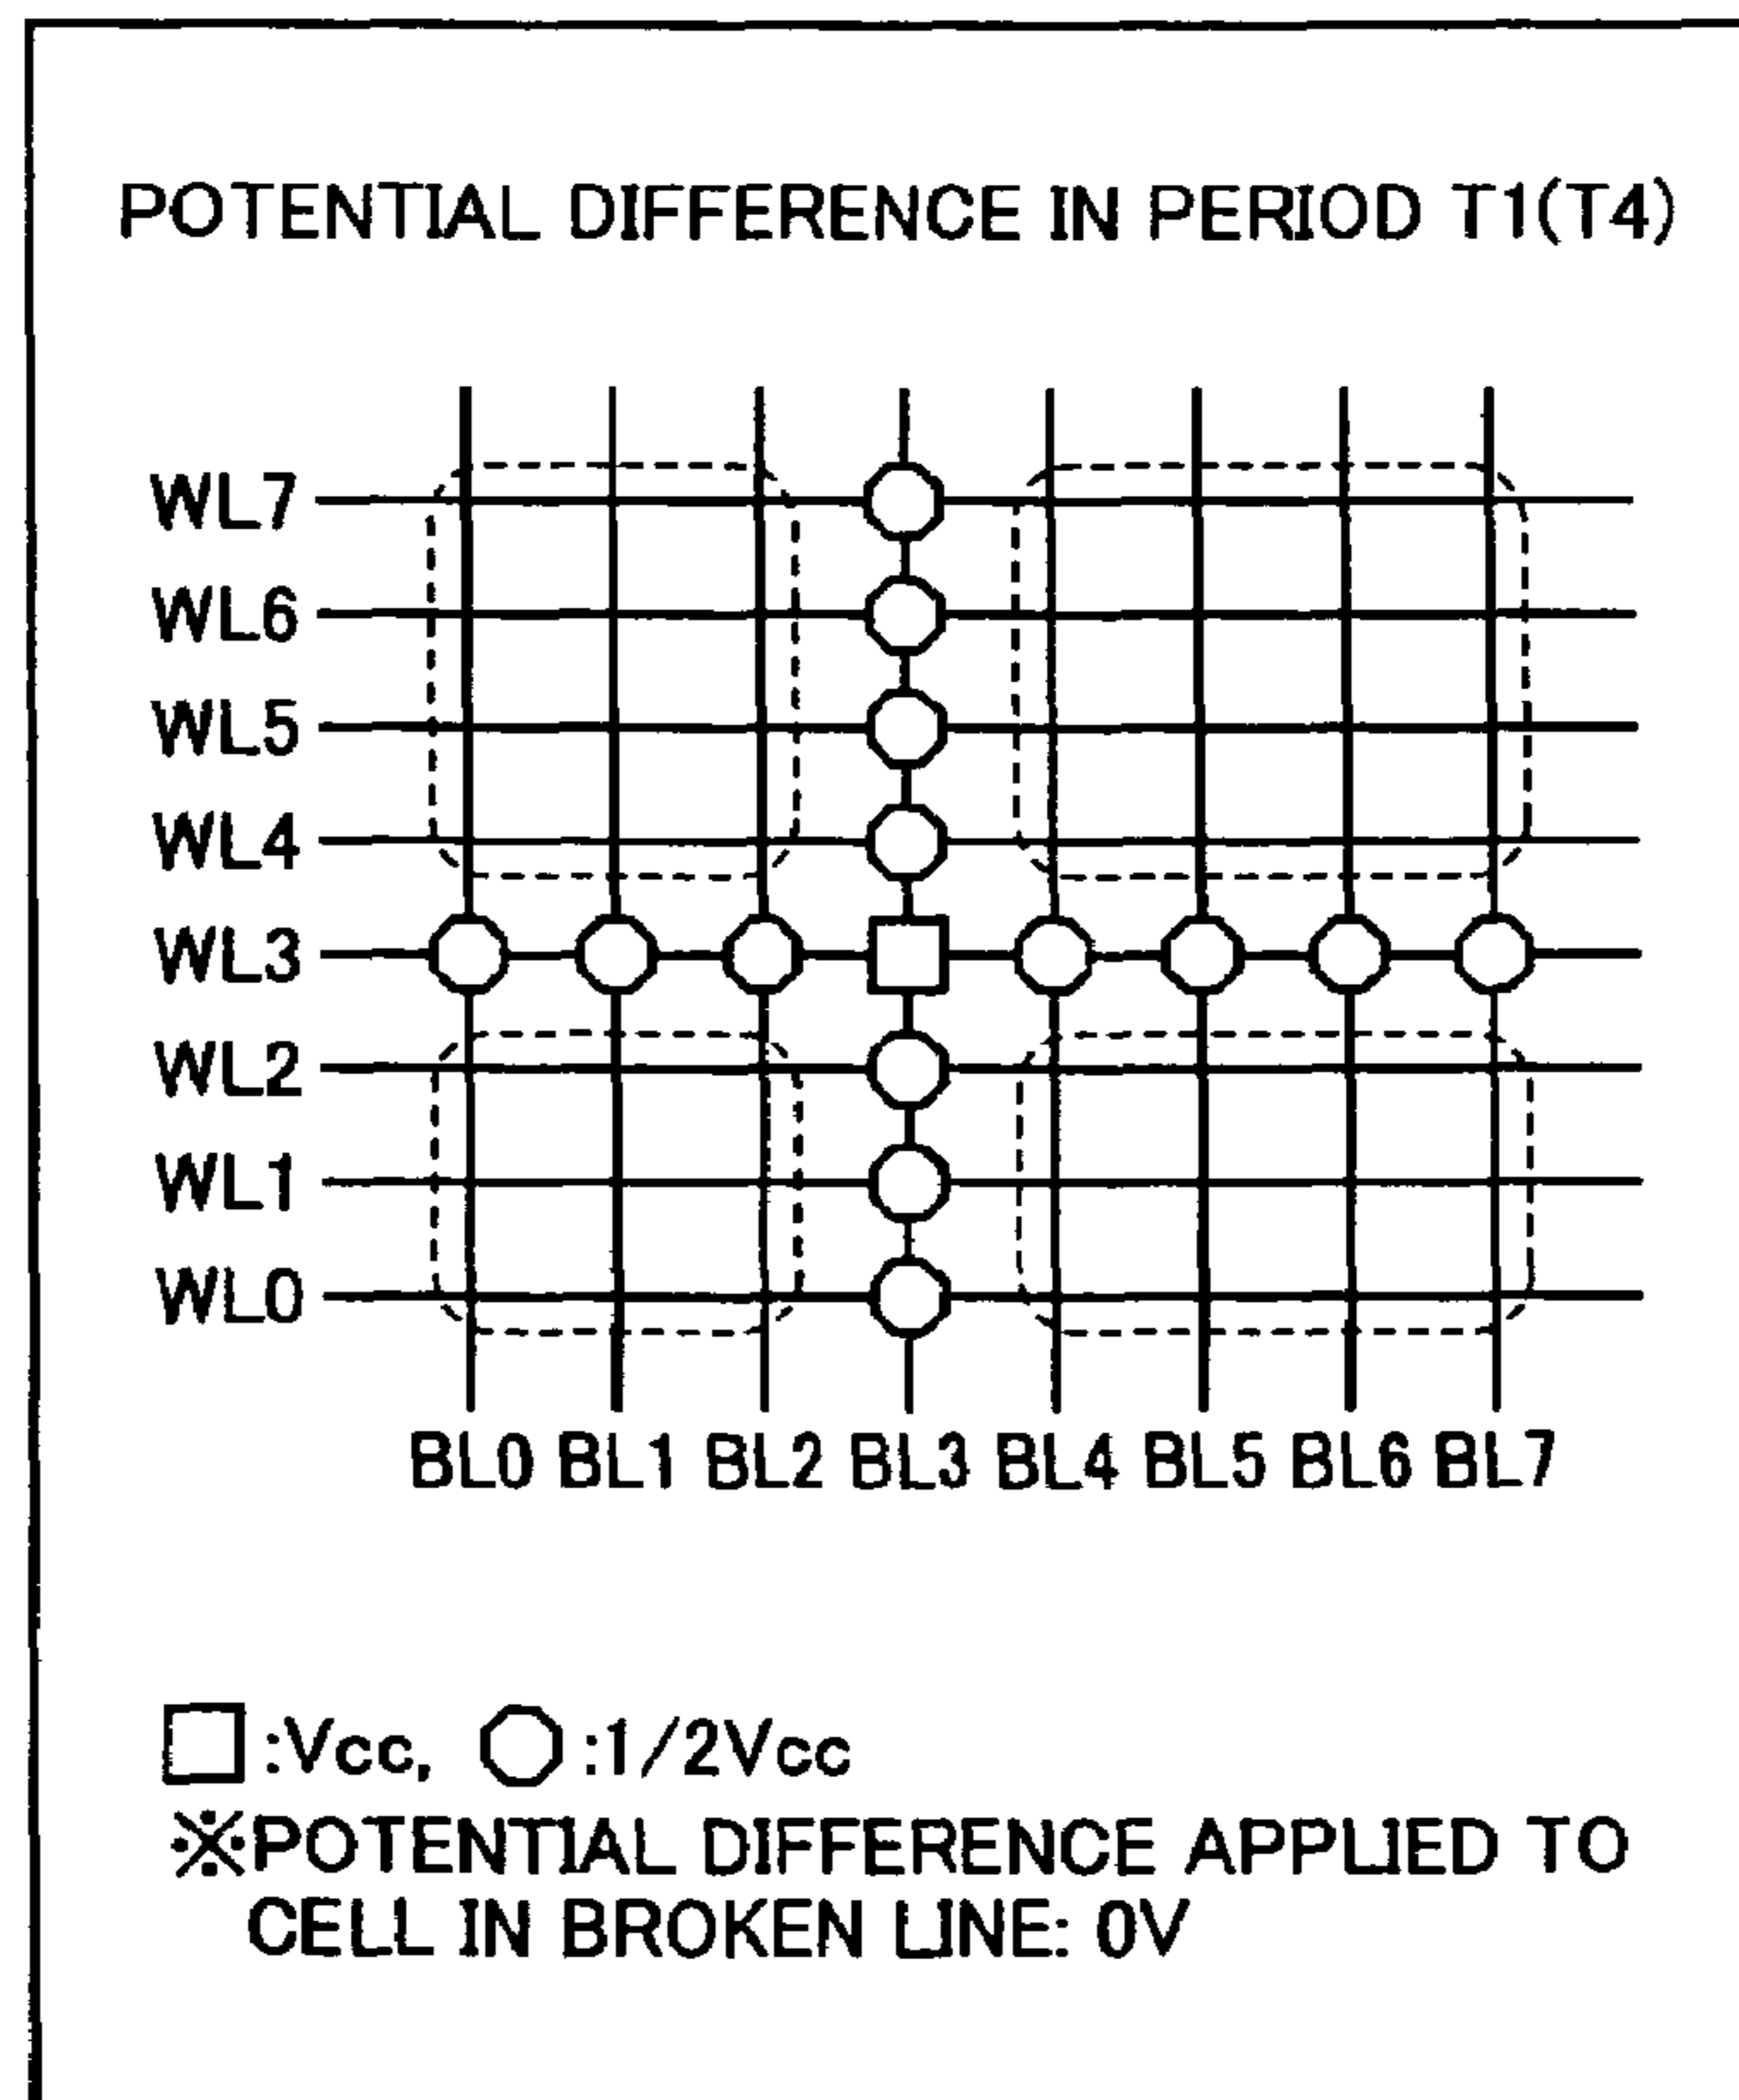 POTENTIAL DIFFERENCE IN PERIOD T1(T4)
WL7
WL6
WL5
WL4
WL3
WL2
WL1
WL0
BL0 BL1 BL2 BL3 BL4 BL5 BL6 BL7
□:Vcc, ○:1/2Vcc
※POTENTIAL DIFFERENCE APPLIED TO
CELL IN BROKEN LINE: 0V